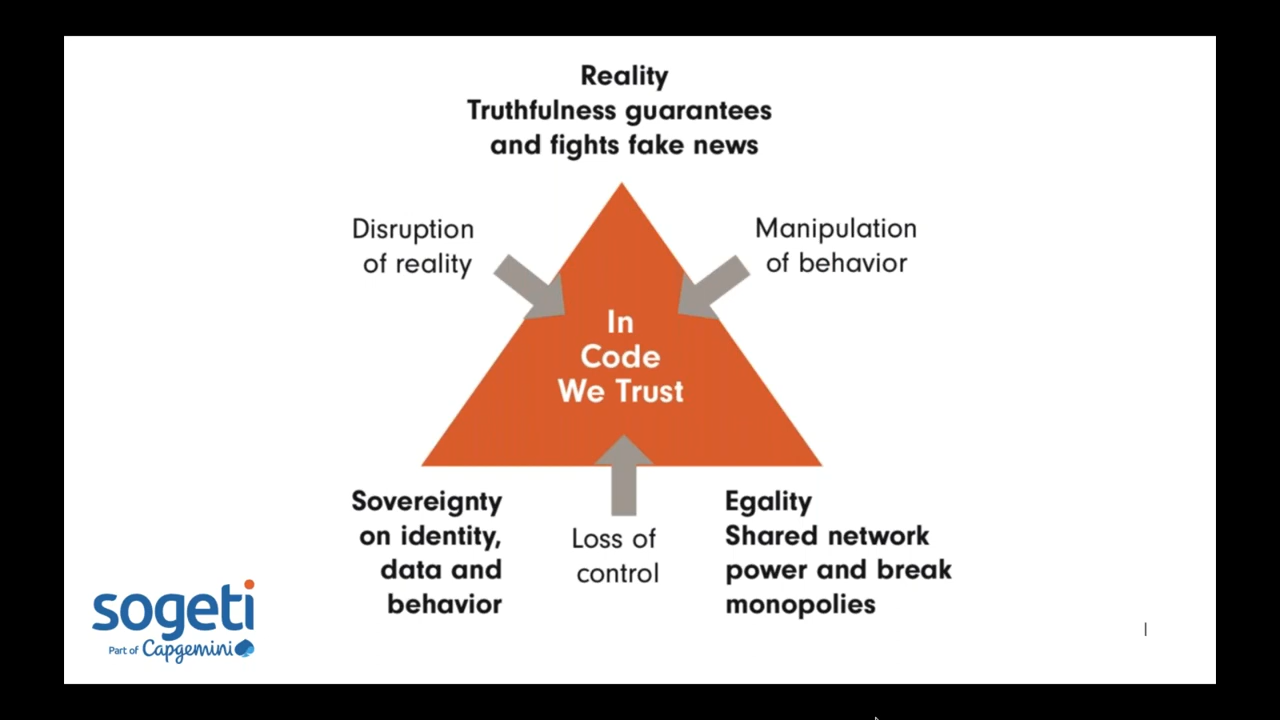 Reality
Truthfulness guarantees
and fights fake news
Disruption
of reality
Manipulation
of behavior
In
Code
We Trust
Sovereignty
on identity,
data and
behavior
Loss of
control
Egality
Shared network
power and break
monopolies
sogeti
Part of Capgemini
|